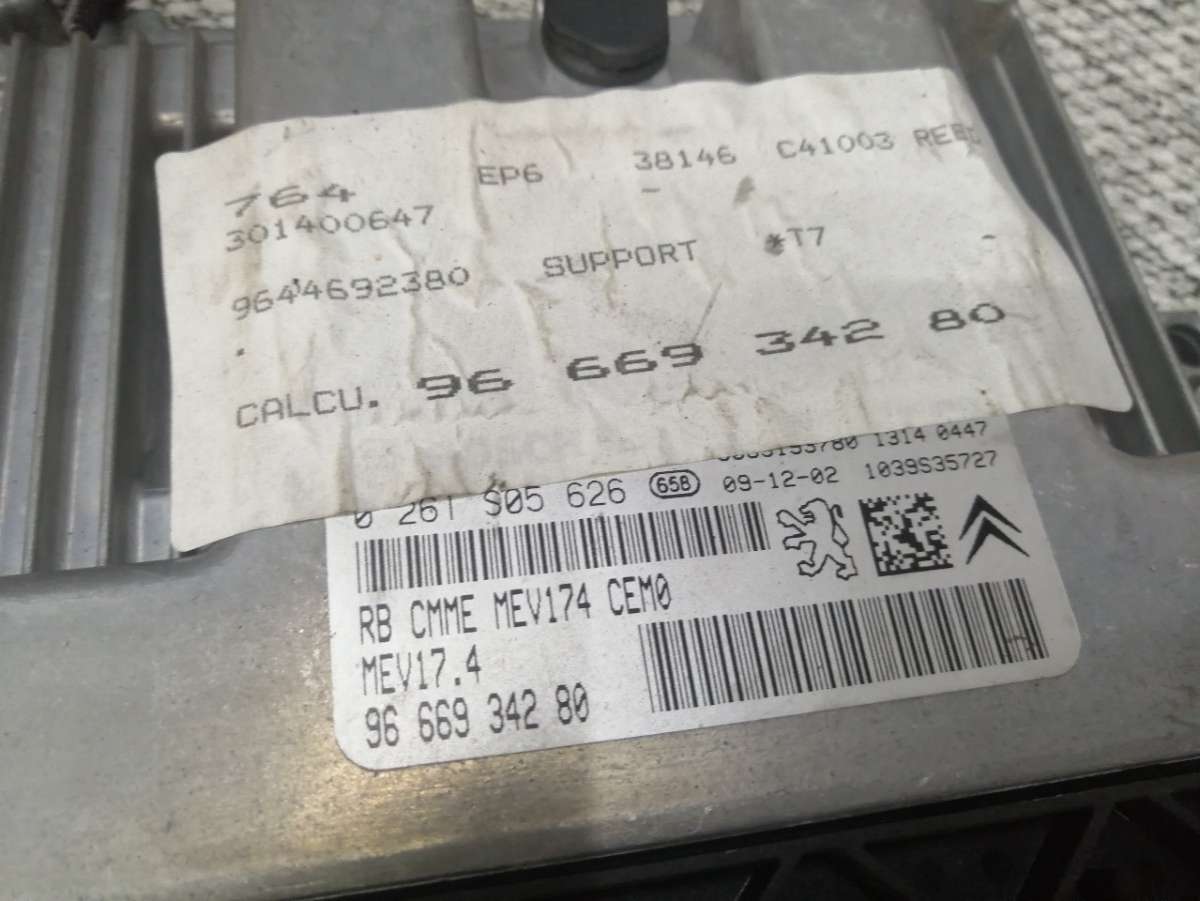 764 EP6 38146 C41003
301400647 -
9644692380 SUPPORT *T7 -
.
CALCU. 96 669 342 80
1314 0447
0 261 S05 626 658 09-12-02 1039S35727
RB CMME MEV174 CEM0
MEV17.4
96 669 342 80